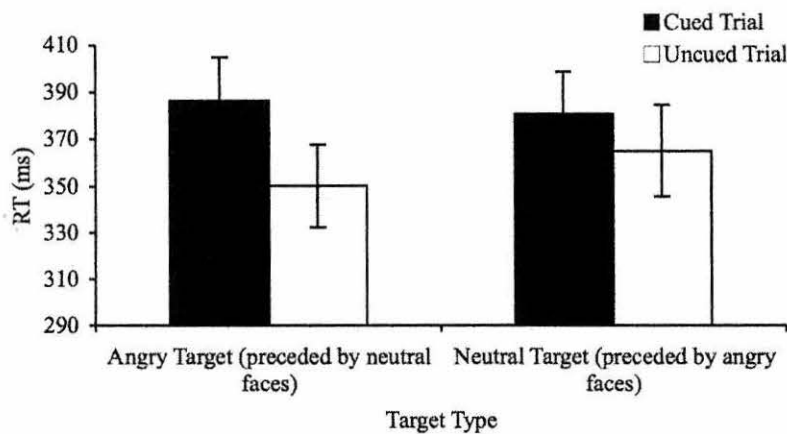 Cued Trial
Uncued Trial
410
390
370
350
330
310
290
RT (ms)
Angry Target (preceded by neutral
faces)
Neutral Target (preceded by angry
faces)
Target Type